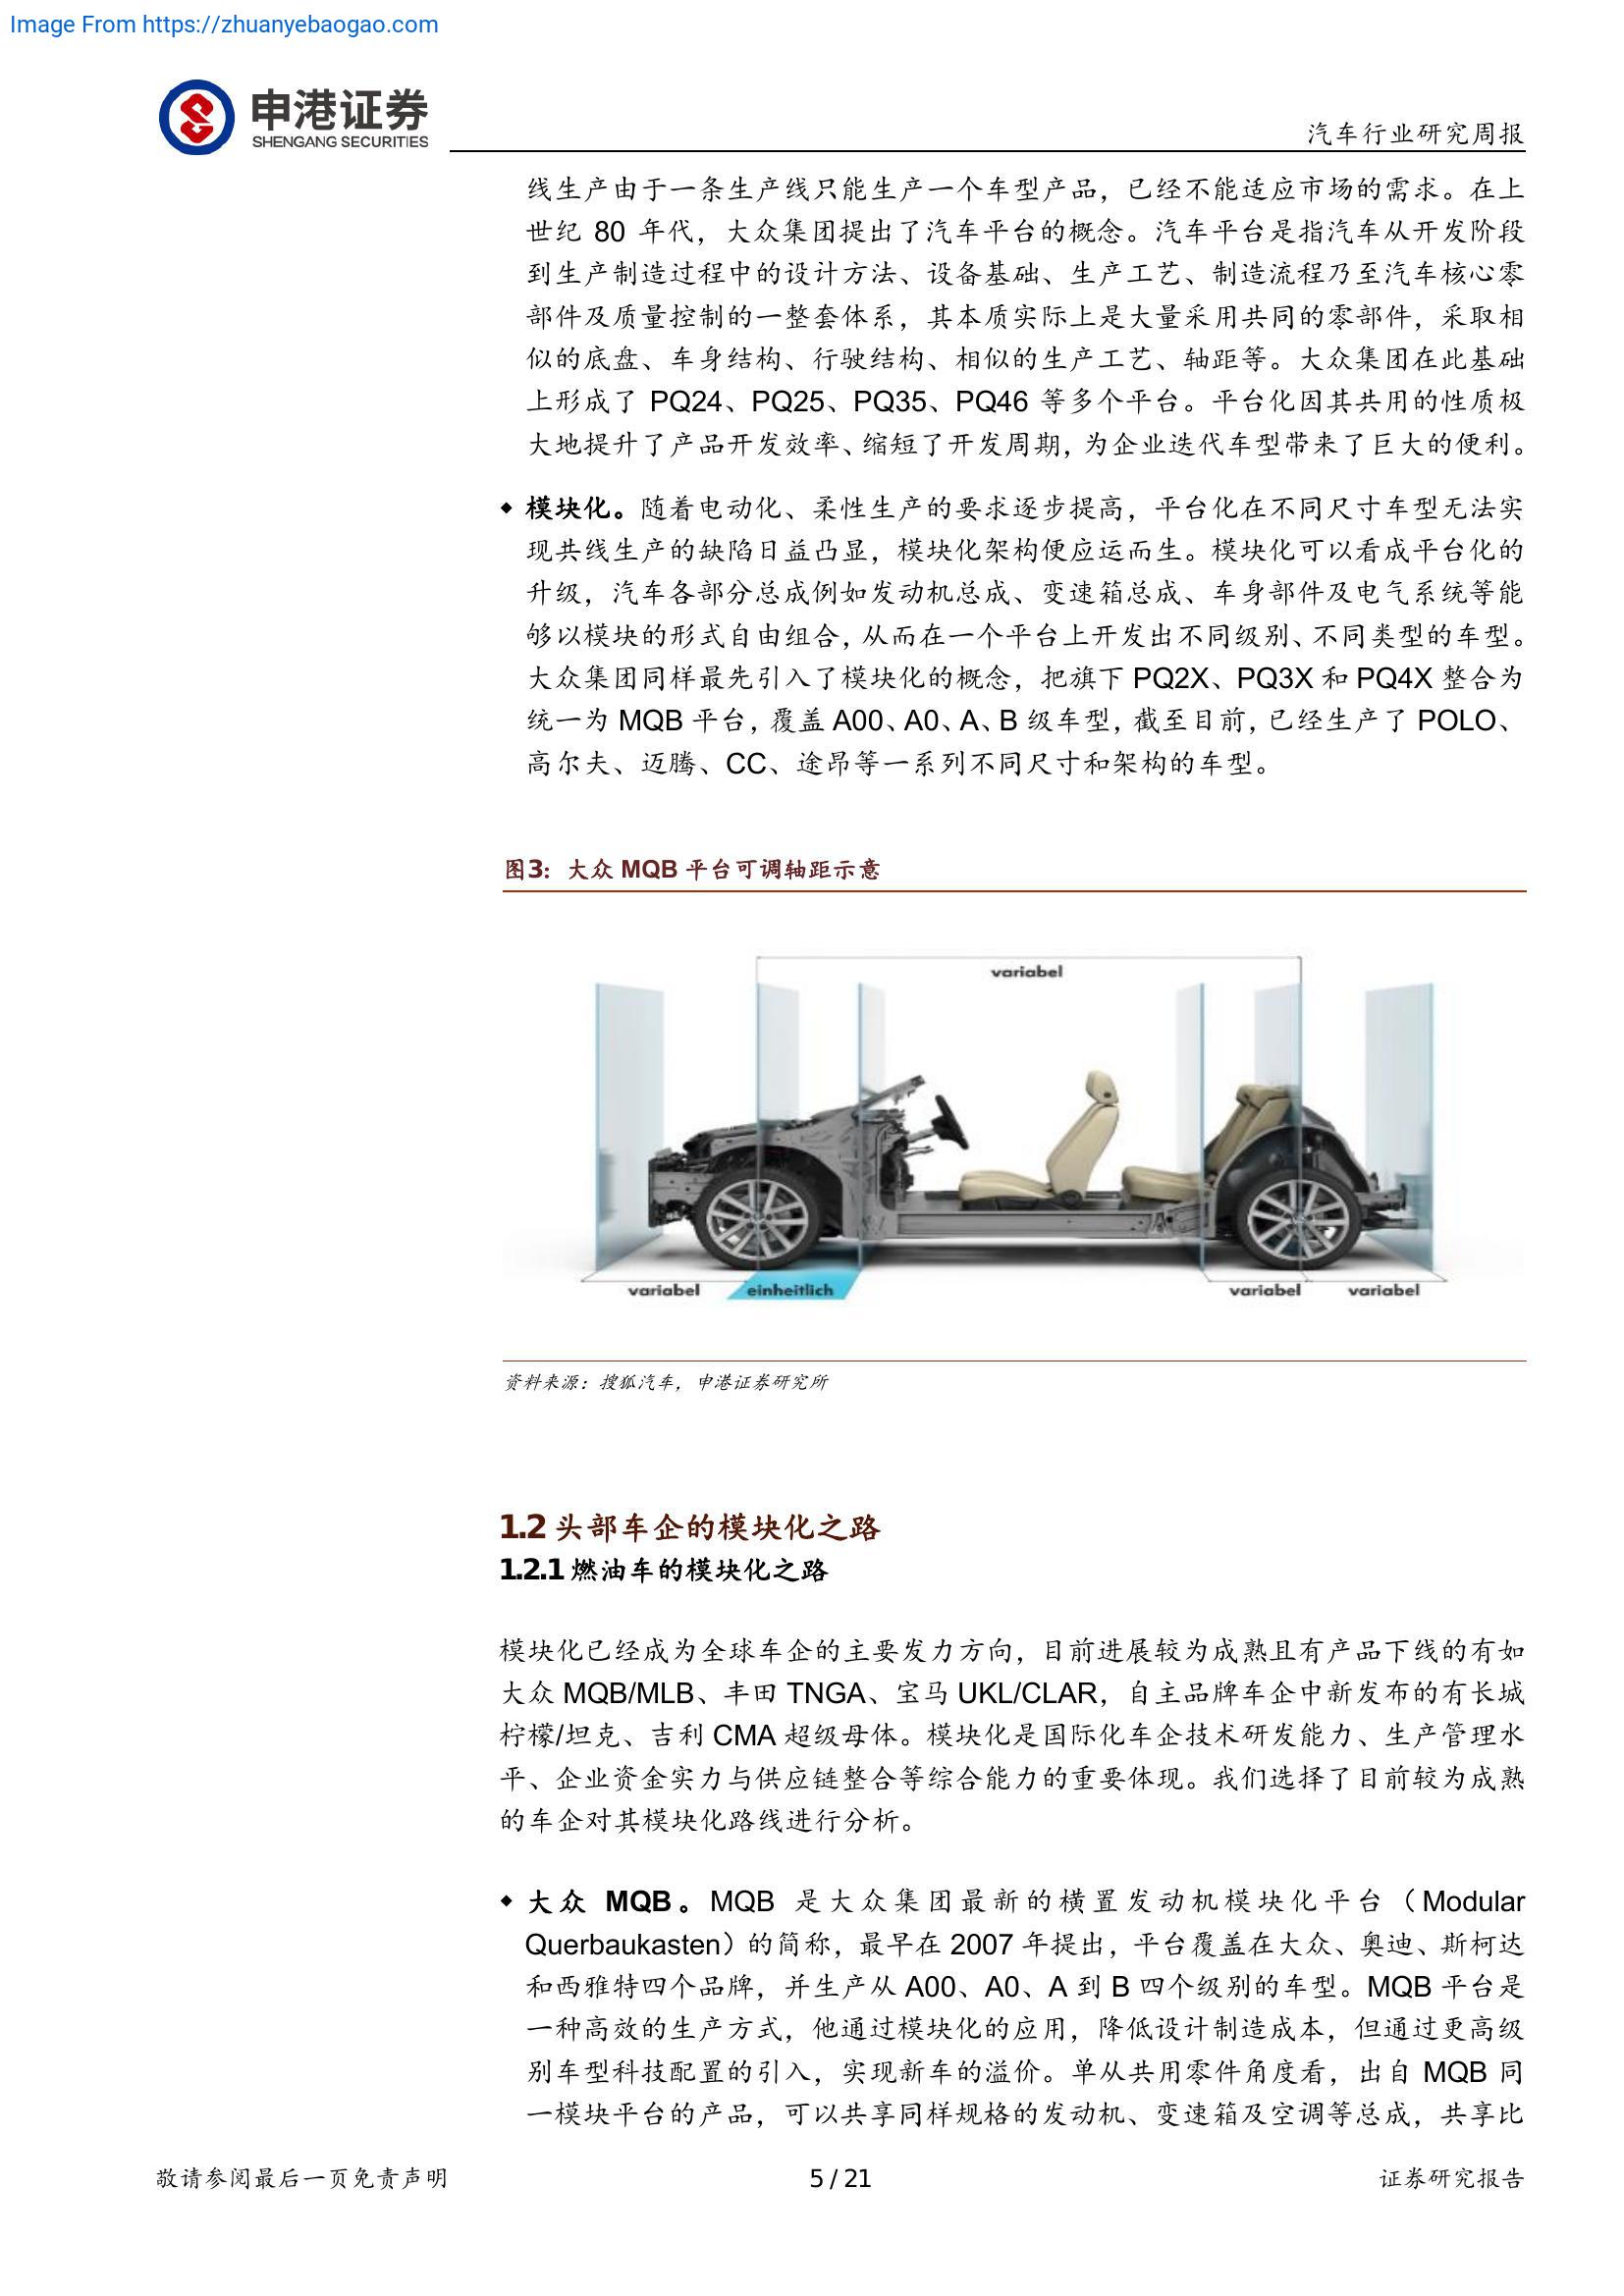 Image From https://zhuanyebaogao.com
申港证券
SHENGANG SECURITIES
汽车行业研究周报
线生产由于一条生产线只能生产一个车型产品，已经不能适应市场的需求。在上
世纪 80 年代，大众集团提出了汽车平台的概念。汽车平台是指汽车从开发阶段
到生产制造过程中的设计方法、设备基础、生产工艺、制造流程乃至汽车核心零
部件及质量控制的一整套体系，其本质实际上是大量采用共同的零部件，采取相
似的底盘、车身结构、行驶结构、相似的生产工艺、轴距等。大众集团在此基础
上形成了 PQ24、PQ25、PQ35、PQ46 等多个平台。平台化因其共用的性质极
大地提升了产品开发效率、缩短了开发周期，为企业迭代车型带来了巨大的便利。
◆ 模块化。随着电动化、柔性生产的要求逐步提高，平台化在不同尺寸车型无法实
现共线生产的缺陷日益凸显，模块化架构便应运而生。模块化可以看成平台化的
升级，汽车各部分总成例如发动机总成、变速箱总成、车身部件及电气系统等能
够以模块的形式自由组合，从而在一个平台上开发出不同级别、不同类型的车型。
大众集团同样最先引入了模块化的概念，把旗下 PQ2X、PQ3X 和 PQ4X 整合为
统一为 MQB 平台，覆盖 A00、A0、A、B 级车型，截至目前，已经生产了 POLO、
高尔夫、迈腾、CC、途昂等一系列不同尺寸和架构的车型。
图3：大众 MQB 平台可调轴距示意
variabel
variabel einheitlich variabel variabel
资料来源：搜狐汽车，申港证券研究所
1.2 头部车企的模块化之路
1.2.1 燃油车的模块化之路
模块化已经成为全球车企的主要发力方向，目前进展较为成熟且有产品下线的有如
大众 MQB/MLB、丰田 TNGA、宝马 UKL/CLAR，自主品牌车企中新发布的有长城
柠檬/坦克、吉利 CMA 超级母体。模块化是国际化车企技术研发能力、生产管理水
平、企业资金实力与供应链整合等综合能力的重要体现。我们选择了目前较为成熟
的车企对其模块化路线进行分析。
◆ 大众 MQB。MQB 是大众集团最新的横置发动机模块化平台（Modular
Querbaukasten）的简称，最早在 2007 年提出，平台覆盖在大众、奥迪、斯柯达
和西雅特四个品牌，并生产从 A00、A0、A 到 B 四个级别的车型。MQB 平台是
一种高效的生产方式，他通过模块化的应用，降低设计制造成本，但通过更高级
别车型科技配置的引入，实现新车的溢价。单从共用零件角度看，出自 MQB 同
一模块平台的产品，可以共享同样规格的发动机、变速箱及空调等总成，共享比
敬请参阅最后一页免责声明
5 / 21
证券研究报告